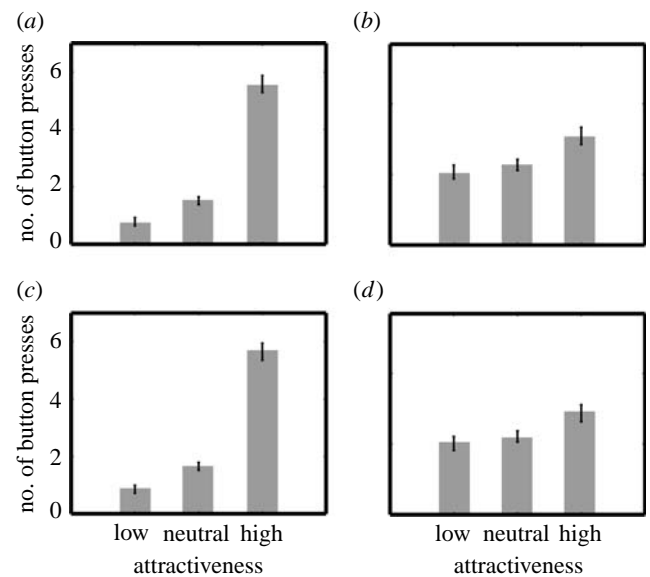 (a)
(b)
no. of button presses
6
4
2
0
(c)
(d)
no. of button presses
6
4
2
0
low neutral high
low neutral high
attractiveness
attractiveness